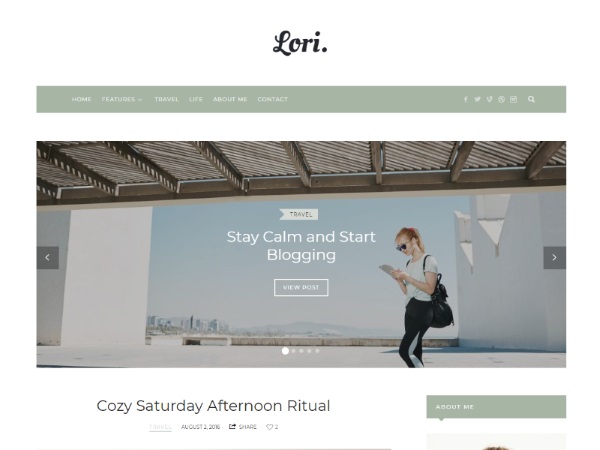 Lori.
HOME FEATURES TRAVEL LIFE ABOUT ME CONTACT
TRAVEL
Stay Calm and Start
Blogging
VIEW POST
Cozy Saturday Afternoon Ritual
TRAVEL AUGUST 2, 2016 SHARE 2
ABOUT ME